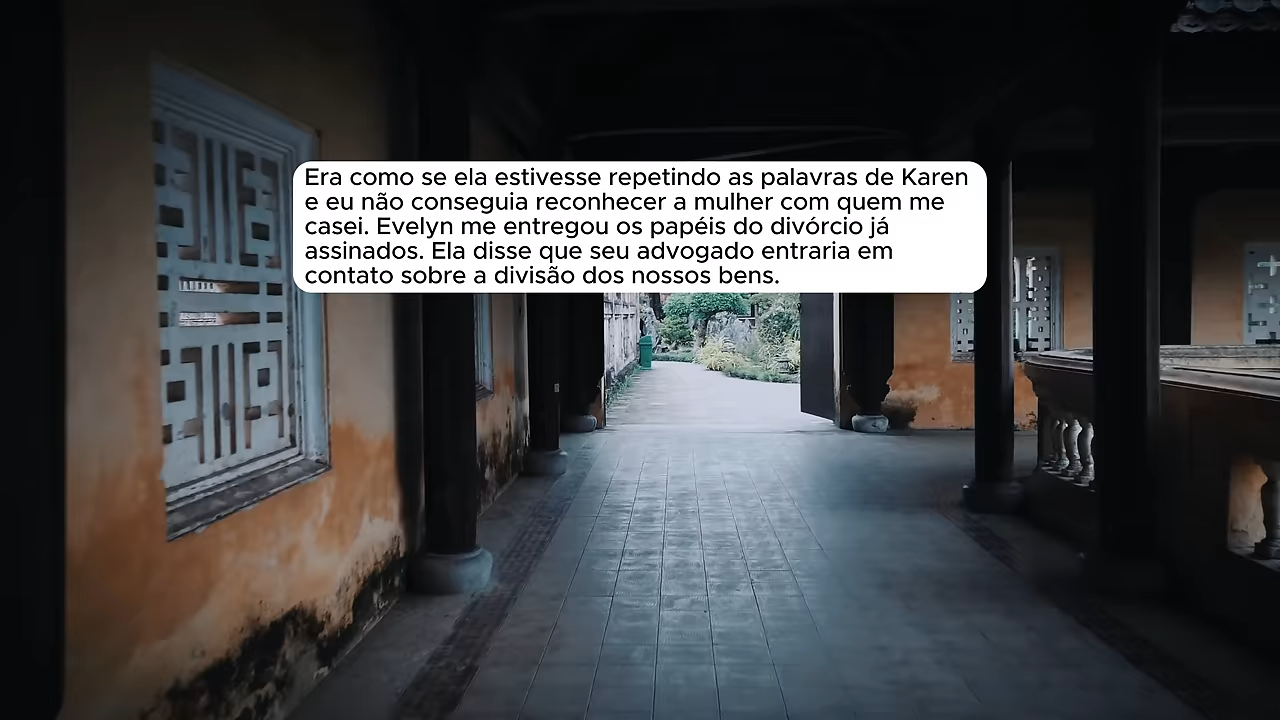 Era como se ela estivesse repetindo as palavras de Karen
e eu não conseguia reconhecer a mulher com quem me
casei. Evelyn me entregou os papéis do divórcio já
assinados. Ela disse que seu advogado entraria em
contato sobre a divisão dos nossos bens.